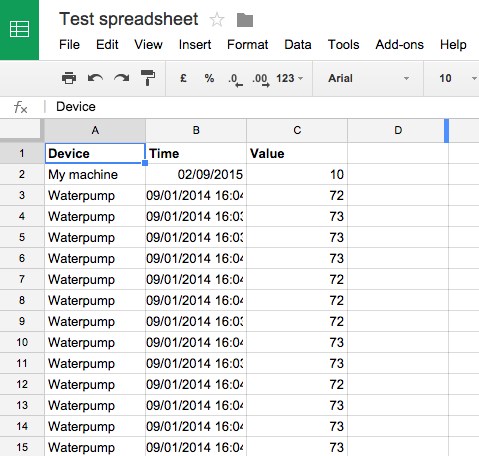 Test spreadsheet
File Edit View Insert Format Data Tools Add-ons Help
£ % .0 .00 123 Arial 10
fx Device
A B C D
1 Device Time Value
2 My machine 02/09/2015 10
3 Waterpump 09/01/2014 16:04 72
4 Waterpump 09/01/2014 16:03 73
5 Waterpump 09/01/2014 16:03 73
6 Waterpump 09/01/2014 16:04 73
7 Waterpump 09/01/2014 16:04 72
8 Waterpump 09/01/2014 16:04 72
9 Waterpump 09/01/2014 16:03 72
10 Waterpump 09/01/2014 16:04 73
11 Waterpump 09/01/2014 16:03 73
12 Waterpump 09/01/2014 16:04 72
13 Waterpump 09/01/2014 16:04 73
14 Waterpump 09/01/2014 16:04 73
15 Waterpump 09/01/2014 16:04 73